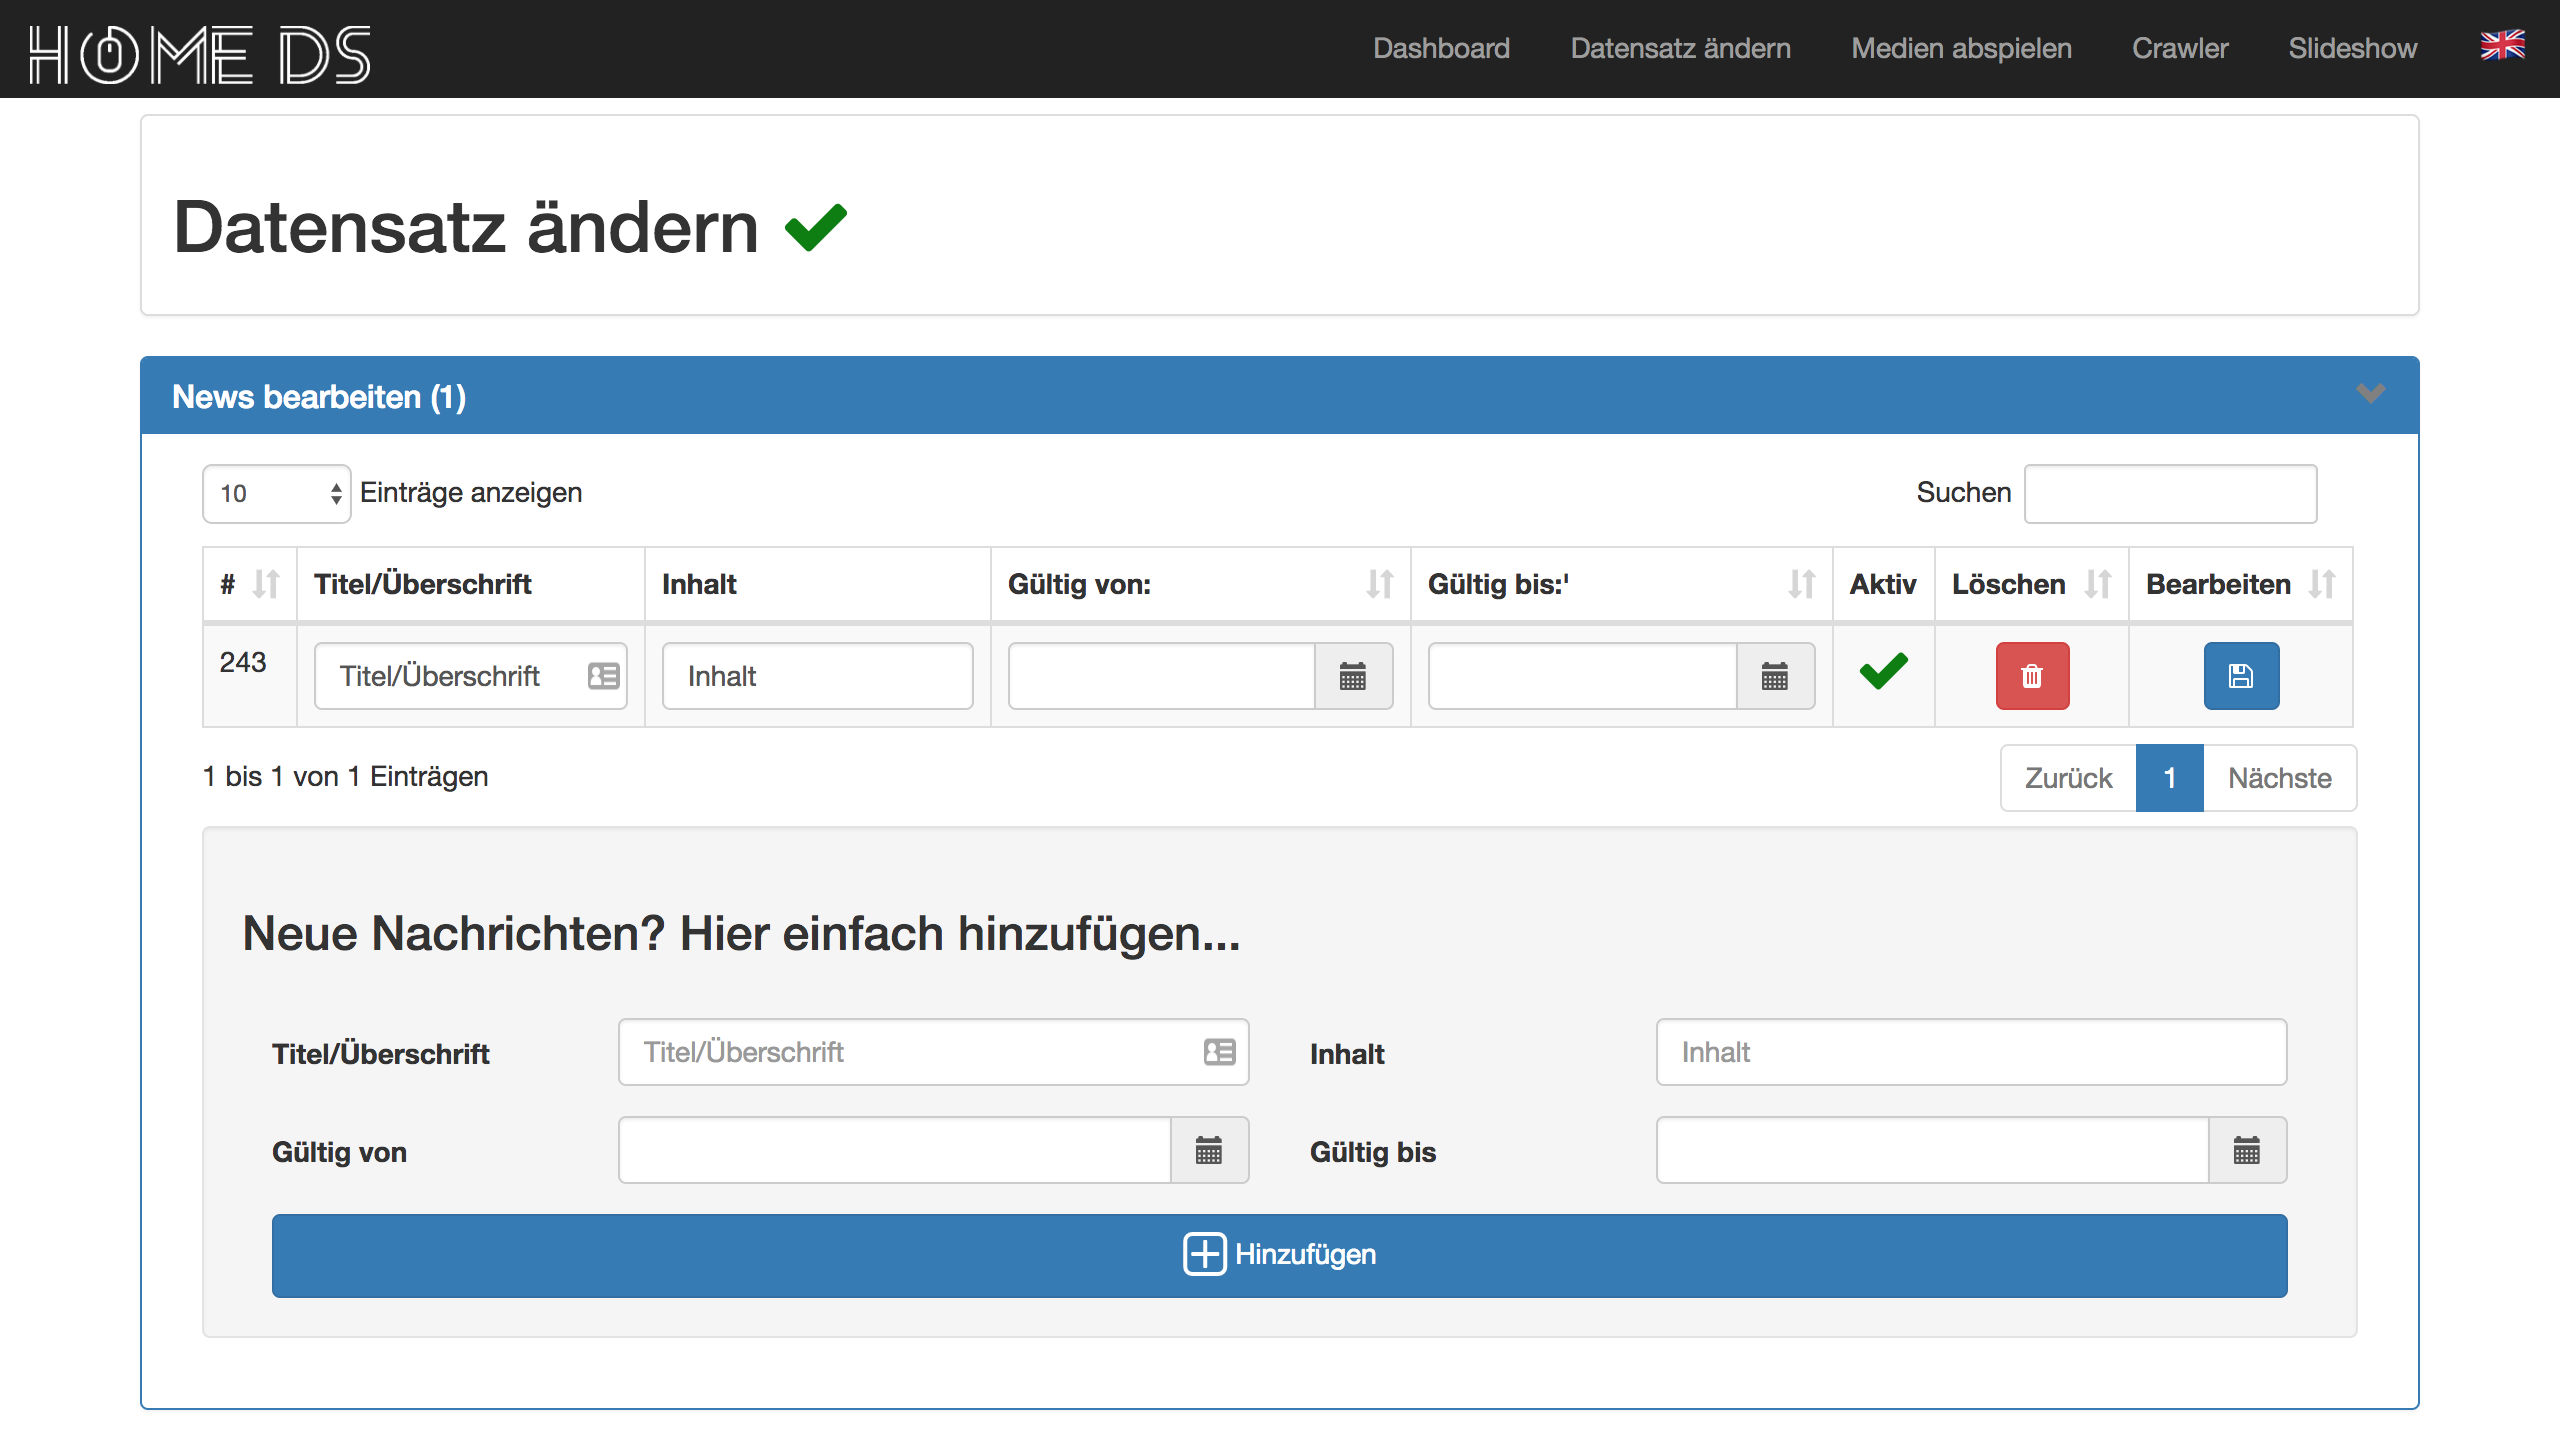 HOME DS Dashboard Datensatz ändern Medien abspielen Crawler Slideshow
Datensatz ändern
News bearbeiten (1)
10 Einträge anzeigen Suchen
# Titel/Überschrift Inhalt Gültig von: Gültig bis:' Aktiv Löschen Bearbeiten
243 Titel/Überschrift Inhalt
1 bis 1 von 1 Einträgen Zurück 1 Nächste
Neue Nachrichten? Hier einfach hinzufügen...
Titel/Überschrift Titel/Überschrift Inhalt Inhalt
Gültig von Gültig bis
Hinzufügen